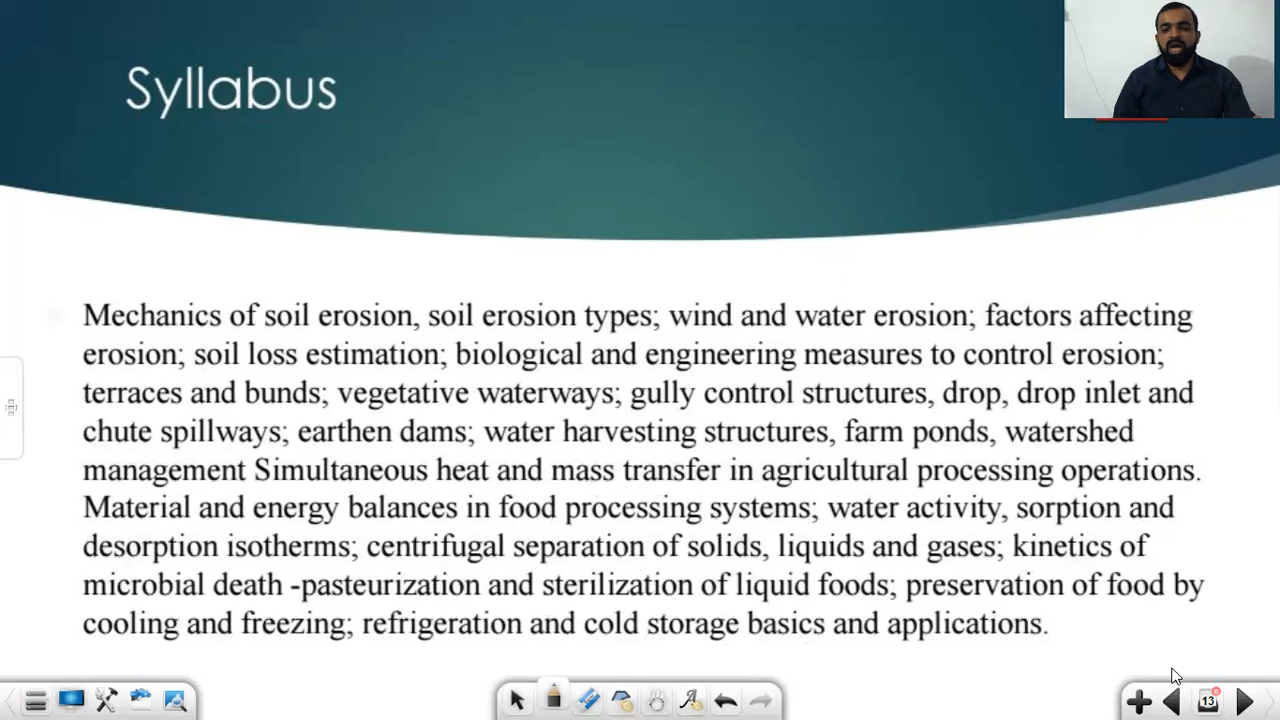 Syllabus
Mechanics of soil erosion, soil erosion types; wind and water erosion; factors affecting
erosion; soil loss estimation; biological and engineering measures to control erosion;
terraces and bunds; vegetative waterways; gully control structures, drop, drop inlet and
chute spillways; earthen dams; water harvesting structures, farm ponds, watershed
management Simultaneous heat and mass transfer in agricultural processing operations.
Material and energy balances in food processing systems; water activity, sorption and
desorption isotherms; centrifugal separation of solids, liquids and gases; kinetics of
microbial death -pasteurization and sterilization of liquid foods; preservation of food by
cooling and freezing; refrigeration and cold storage basics and applications.
13